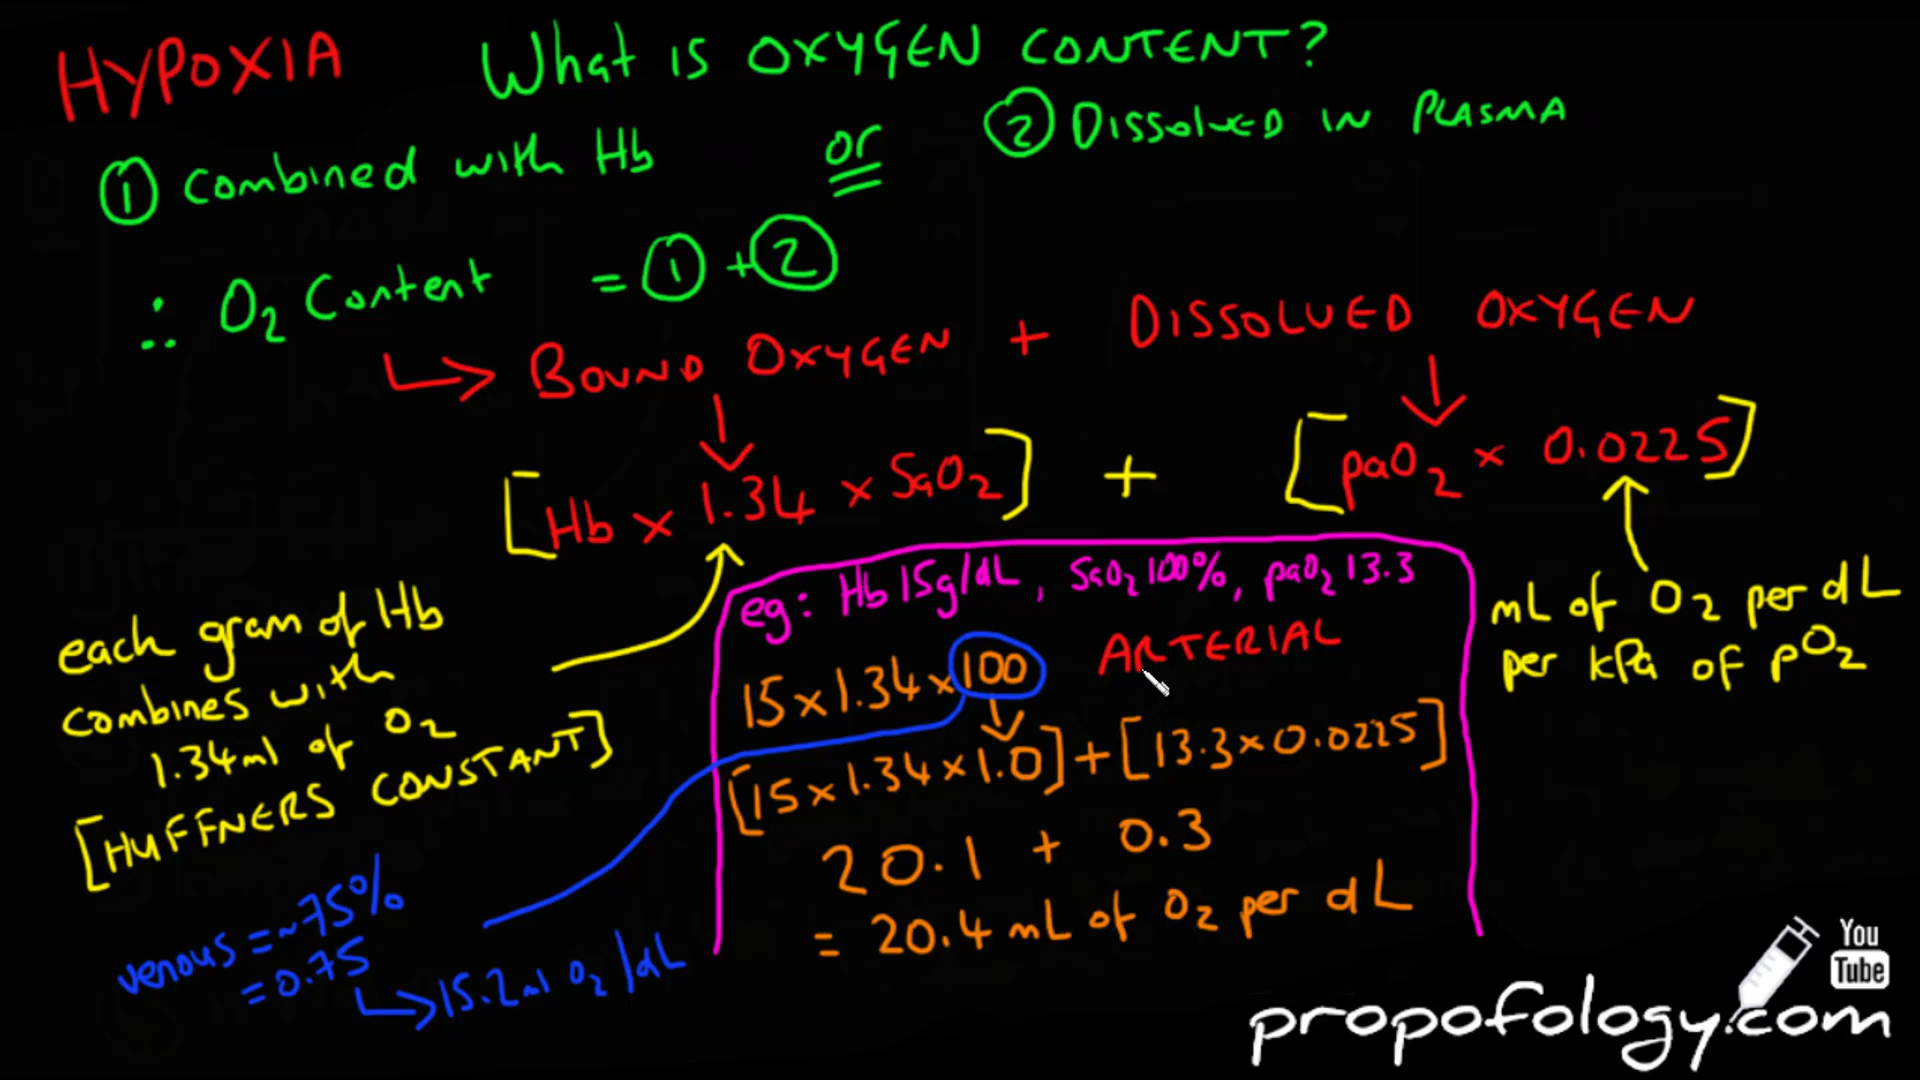 HYPOXIA What is OXYGEN CONTENT?
① Combined with Hb or ② Dissolved in Plasma
∴ O₂ Content = ① + ②
↳ Bound Oxygen + Dissolved Oxygen
[Hb x 1.34 x SaO₂] + [paO₂ x 0.0225]
each gram of Hb
combines with
1.34ml of O₂
[HUFFNERS CONSTANT]
eg: Hb 15g/dL, SaO₂ 100%, paO₂ 13.3
15 x 1.34 x 100 ARTERIAL
[15 x 1.34 x 1.0] + [13.3 x 0.0225]
20.1 + 0.3
= 20.4 mL of O₂ per dL
mL of O₂ per dL
per kPa of pO₂
venous = ~75%
= 0.75
↳ 15.2ml O₂/dL
You
Tube
propofology.com